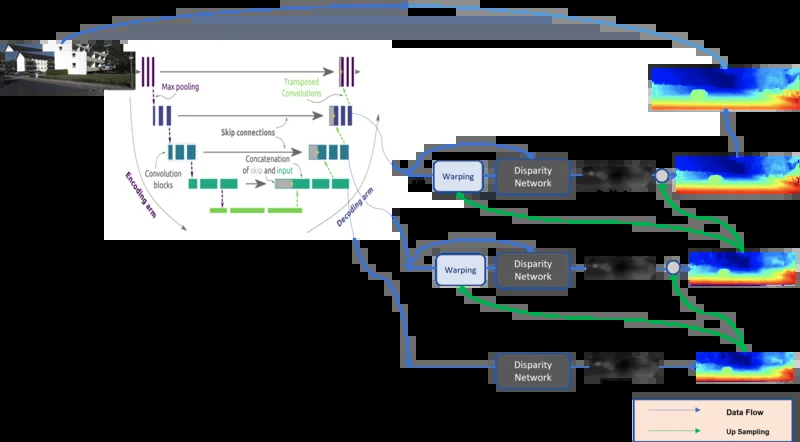 Max pooling
Transposed
Convolutions
Skip connections
Convolution
blocks
Concatenation
of skip and input
Encoding arm
Decoding arm
Warping
Disparity
Network
Warping
Disparity
Network
Disparity
Network
Data Flow
Up Sampling